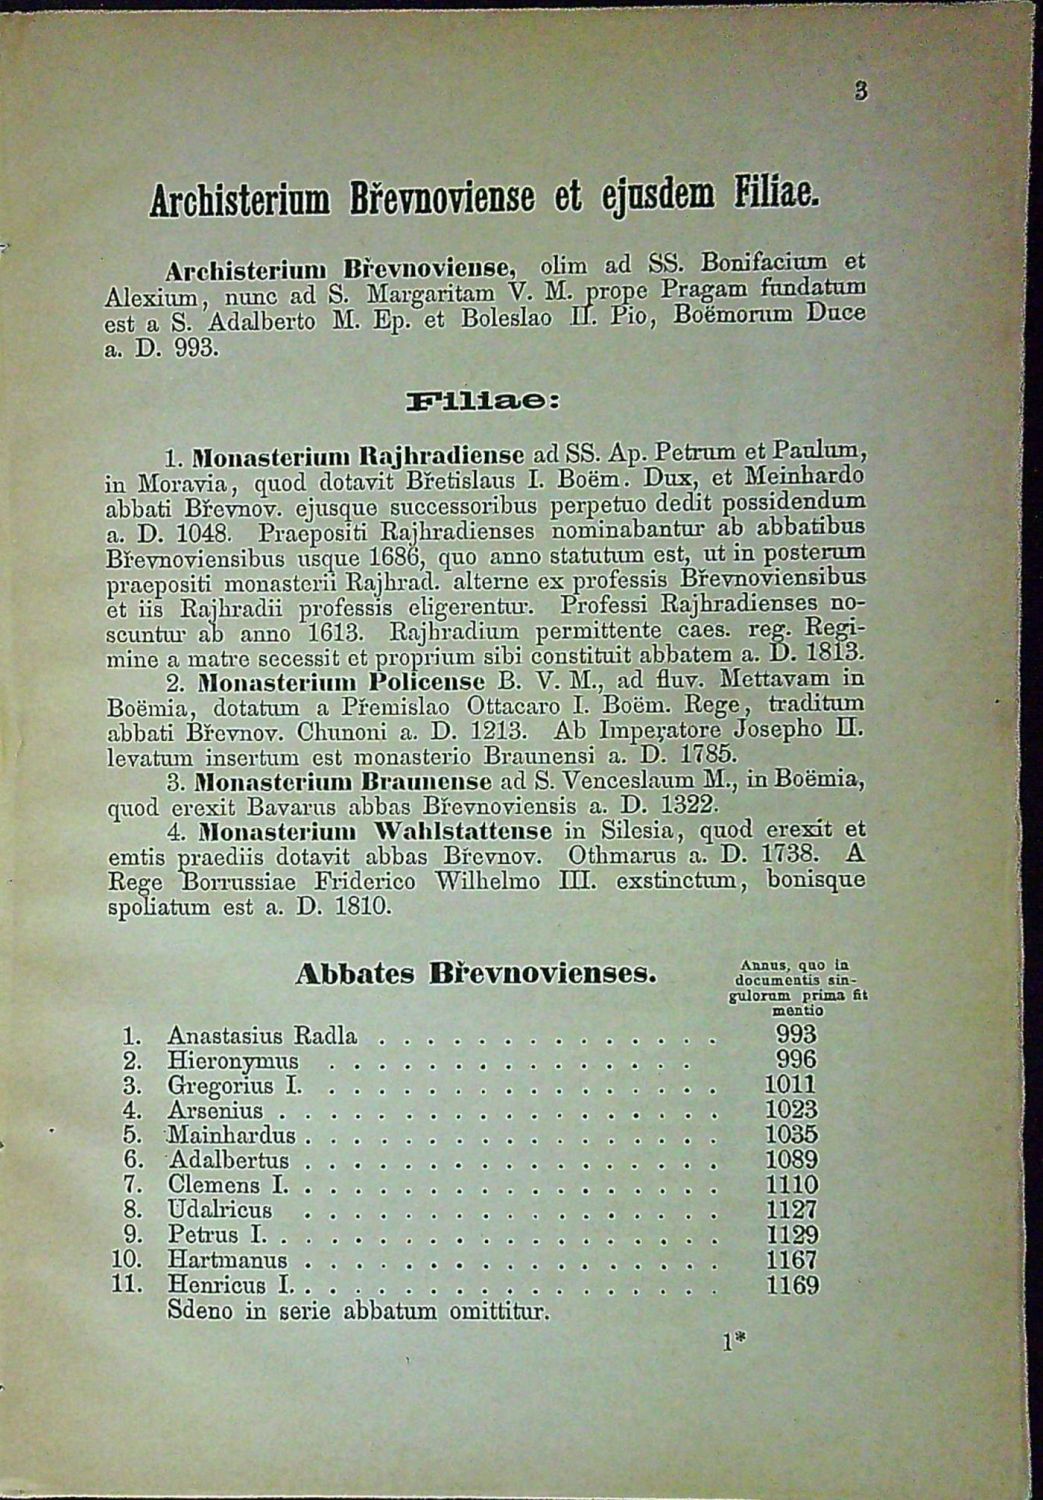 3
Archisterium Břevnoviense et ejusdem Filiae.
Archisterium Břevnoviense, olim ad SS. Bonifacium et
Alexium, nunc ad S. Margaritam V. M. prope Pragam fundatum
est a S. Adalberto M. Ep. et Boleslao II. Pio, Boëmorum Duce
a. D. 993.
Filiae:
1. Monasterium Rajhradiense ad SS. Ap. Petrum et Paulum,
in Moravia, quod dotavit Břetislaus I. Boëm. Dux, et Meinhardo
abbati Břevnov. ejusque successoribus perpetuo dedit possidendum
a. D. 1048. Praepositi Rajhradienses nominabantur ab abbatibus
Břevnoviensibus usque 1686, quo anno statutum est, ut in posterum
praepositi monasterii Rajhrad. alterne ex professis Břevnoviensibus
et iis Rajhradii professis eligerentur. Professi Rajhradienses no-
scuntur ab anno 1613. Rajhradium permittente caes. reg. Regi-
mine a matre secessit et proprium sibi constituit abbatem a. D. 1813.
2. Monasterium Policense B. V. M., ad fluv. Mettavam in
Boëmia, dotatum a Přemislao Ottacaro I. Boëm. Rege, traditum
abbati Břevnov. Chunoni a. D. 1213. Ab Imperatore Josepho II.
levatum insertum est monasterio Braunensi a. D. 1785.
3. Monasterium Braunense ad S. Venceslaum M., in Boëmia,
quod erexit Bavarus abbas Břevnoviensis a. D. 1322.
4. Monasterium Wahlstattense in Silesia, quod erexit et
emtis praediis dotavit abbas Břevnov. Othmarus a. D. 1738. A
Rege Borrussiae Friderico Wilhelmo III. exstinctum, bonisque
spoliatum est a. D. 1810.
Abbates Břevnovienses.
Annus, quo in
documentis sin-
gulorum prima fit
mentio
1. Anastasius Radla . . . . . . . . . . . . . . 993
2. Hieronymus . . . . . . . . . . . . . . . 996
3. Gregorius I. . . . . . . . . . . . . . . . . 1011
4. Arsenius . . . . . . . . . . . . . . . . . . 1023
5. Mainhardus . . . . . . . . . . . . . . . . . 1035
6. Adalbertus . . . . . . . . . . . . . . . . . 1089
7. Clemens I. . . . . . . . . . . . . . . . . . 1110
8. Udalricus . . . . . . . . . . . . . . . . . 1127
9. Petrus I. . . . . . . . . . . . . . . . . . . 1129
10. Hartmanus . . . . . . . . . . . . . . . . . 1167
11. Henricus I. . . . . . . . . . . . . . . . . . 1169
Sdeno in serie abbatum omittitur.
1*